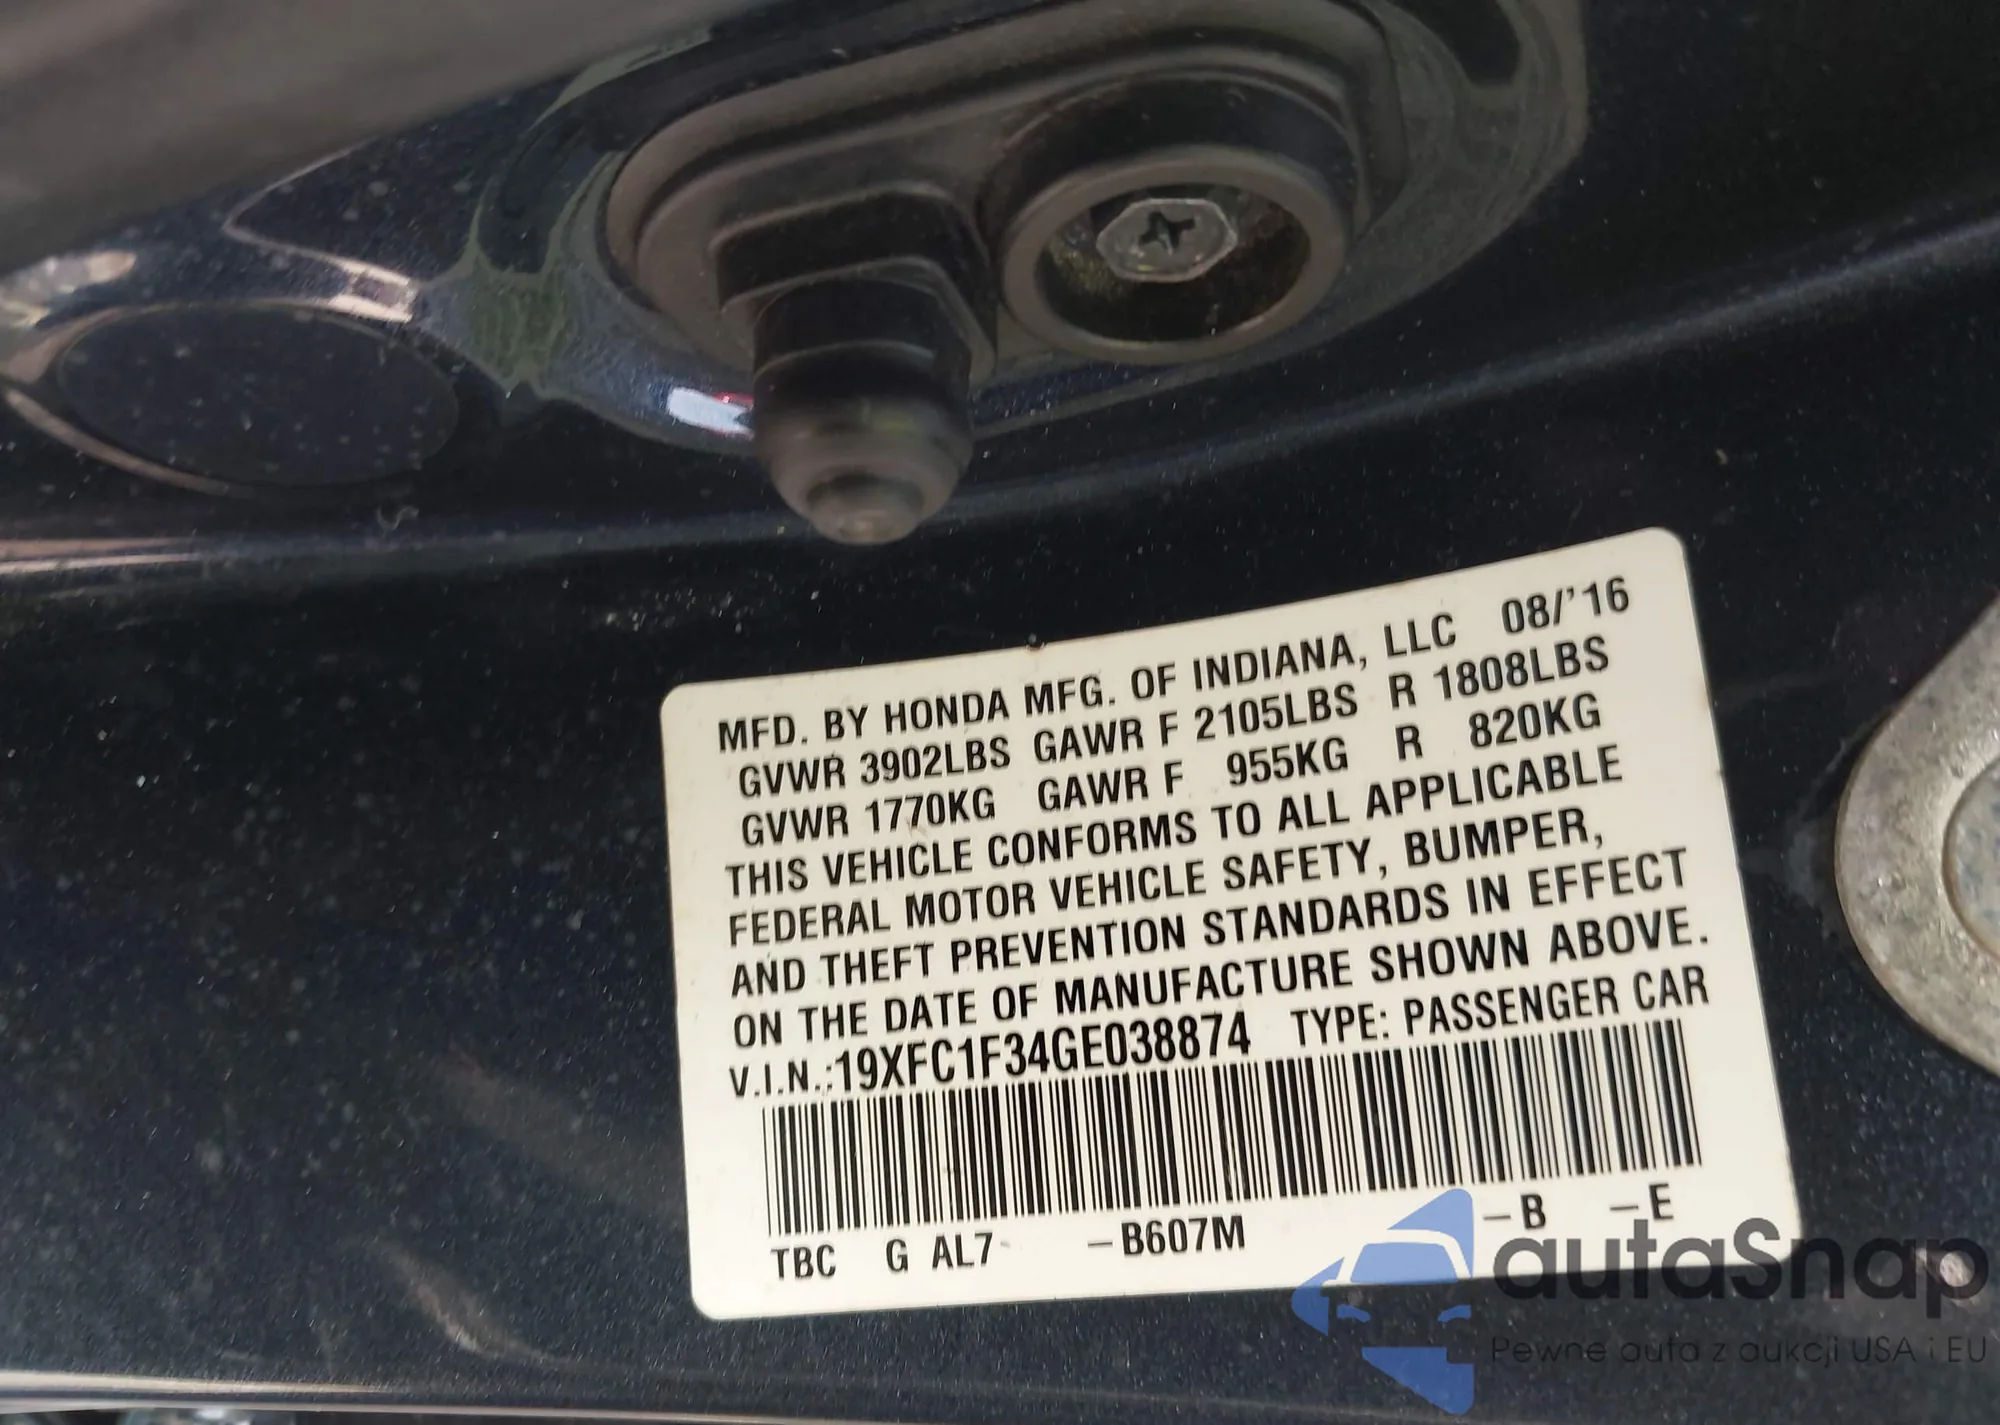 MFD. BY HONDA MFG. OF INDIANA, LLC 08/'16
GVWR 3902LBS GAWR F 2105LBS R 1808LBS
GVWR 1770KG GAWR F 955KG R 820KG
THIS VEHICLE CONFORMS TO ALL APPLICABLE
FEDERAL MOTOR VEHICLE SAFETY, BUMPER,
AND THEFT PREVENTION STANDARDS IN EFFECT
ON THE DATE OF MANUFACTURE SHOWN ABOVE.
V.I.N.:19XFC1F34GE038874 TYPE: PASSENGER CAR
TBC G AL7 -B607M -B -E
autaSnap
Pewne auta z aukcji USA i EU